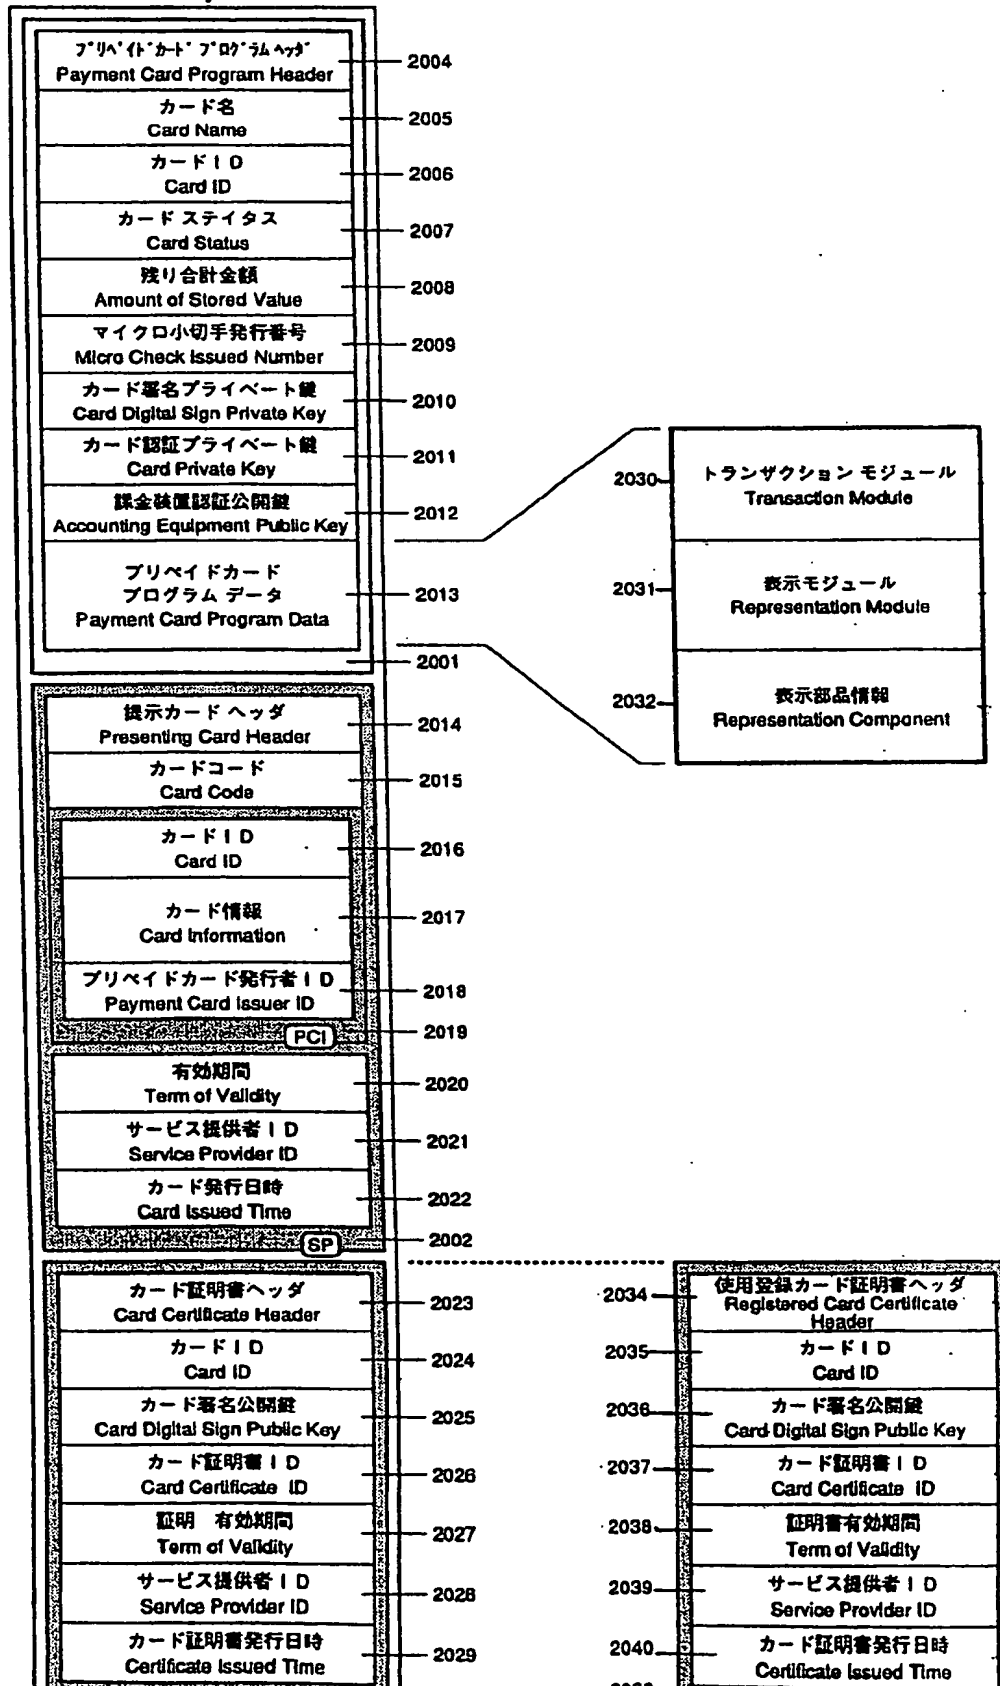 プリペイドカード プログラムヘッダ
Payment Card Program Header
2004
カード名
Card Name
2005
カードID
Card ID
2006
カード ステイタス
Card Status
2007
残り合計金額
Amount of Stored Value
2008
マイクロ小切手発行番号
Micro Check Issued Number
2009
カード署名プライベート鍵
Card Digital Sign Private Key
2010
カード認証プライベート鍵
Card Private Key
2011
課金装置認証公開鍵
Accounting Equipment Public Key
2012
プリペイドカード
プログラム データ
Payment Card Program Data
2013
2001
2030
トランザクション モジュール
Transaction Module
2031
表示モジュール
Representation Module
2032
表示部品情報
Representation Component
提示カード ヘッダ
Presenting Card Header
2014
カードコード
Card Code
2015
カードID
Card ID
2016
カード情報
Card Information
2017
プリペイドカード発行者ID
Payment Card Issuer ID
2018
PCI
2019
有効期間
Term of Validity
2020
サービス提供者ID
Service Provider ID
2021
カード発行日時
Card Issued Time
2022
SP
2002
カード証明書ヘッダ
Card Certificate Header
2023
カードID
Card ID
2024
カード署名公開鍵
Card Digital Sign Public Key
2025
カード証明書ID
Card Certificate ID
2026
証明 有効期間
Term of Validity
2027
サービス提供者ID
Service Provider ID
2028
カード証明書発行日時
Certificate Issued Time
2029
2034
使用登録カード証明書ヘッダ
Registered Card Certificate
Header
2035
カードID
Card ID
2036
カード署名公開鍵
Card Digital Sign Public Key
2037
カード証明書ID
Card Certificate ID
2038
証明書有効期間
Term of Validity
2039
サービス提供者ID
Service Provider ID
2040
カード証明書発行日時
Certificate Issued Time